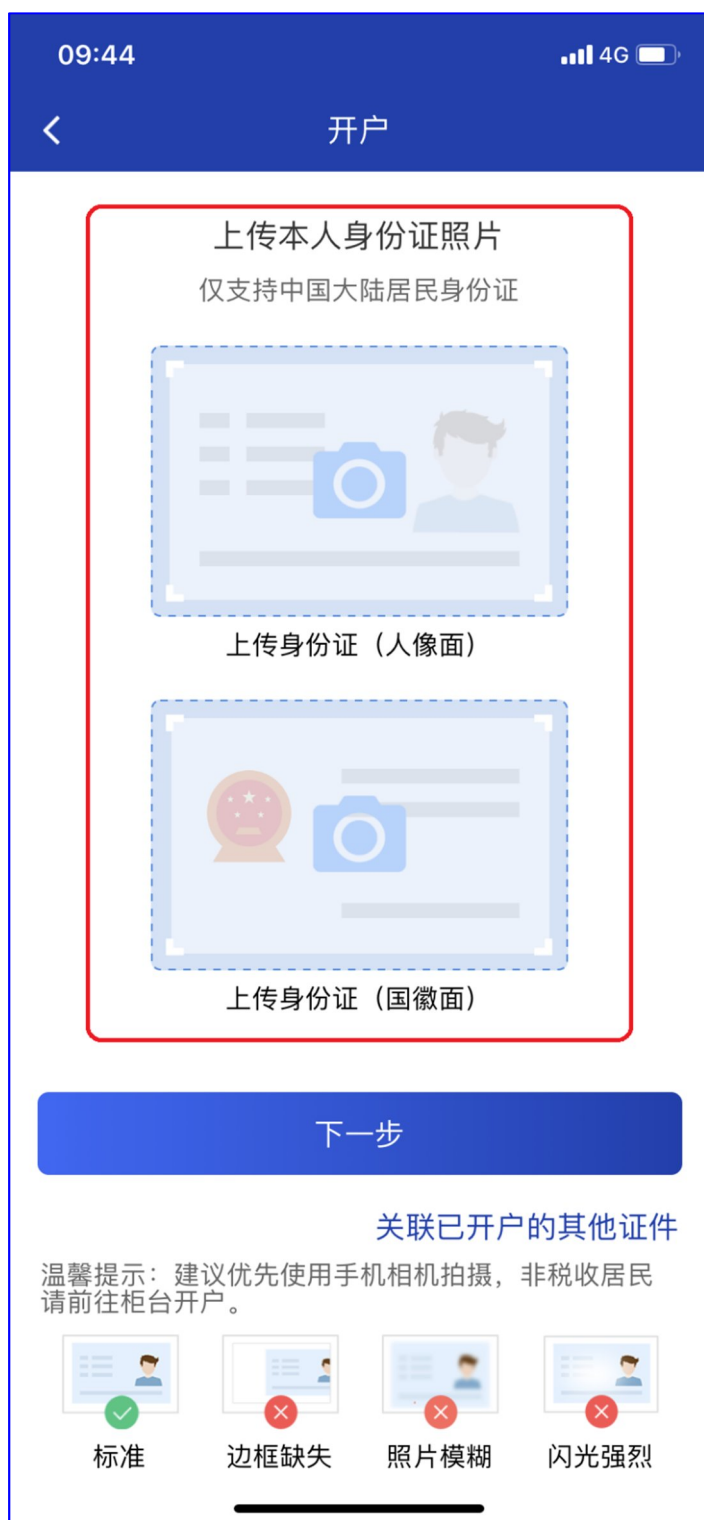 09:44
4G
开户
上传本人身份证照片
仅支持中国大陆居民身份证
上传身份证（人像面）
上传身份证（国徽面）
下一步
关联已开户的其他证件
温馨提示：建议优先使用手机相机拍摄，非税收居民
请前往柜台开户。
标准 边框缺失 照片模糊 闪光强烈